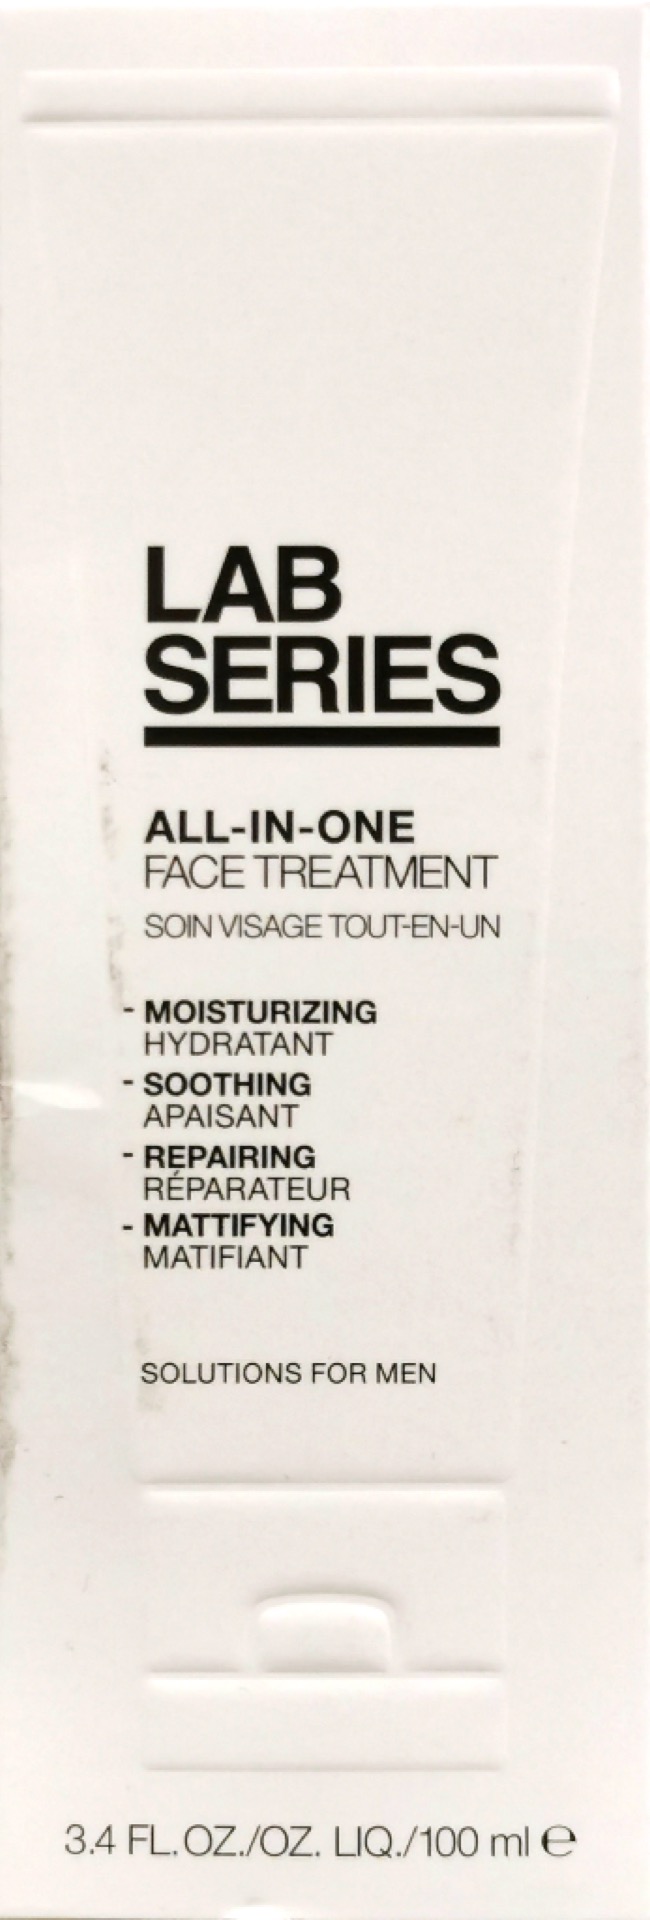 LAB
SERIES
ALL-IN-ONE
FACE TREATMENT
SOIN VISAGE TOUT-EN-UN
- MOISTURIZING
HYDRATANT
- SOOTHING
APAISANT
- REPAIRING
RÉPARATEUR
- MATTIFYING
MATIFIANT
SOLUTIONS FOR MEN
3.4 FL.OZ./OZ. LIQ./100 ml ℮